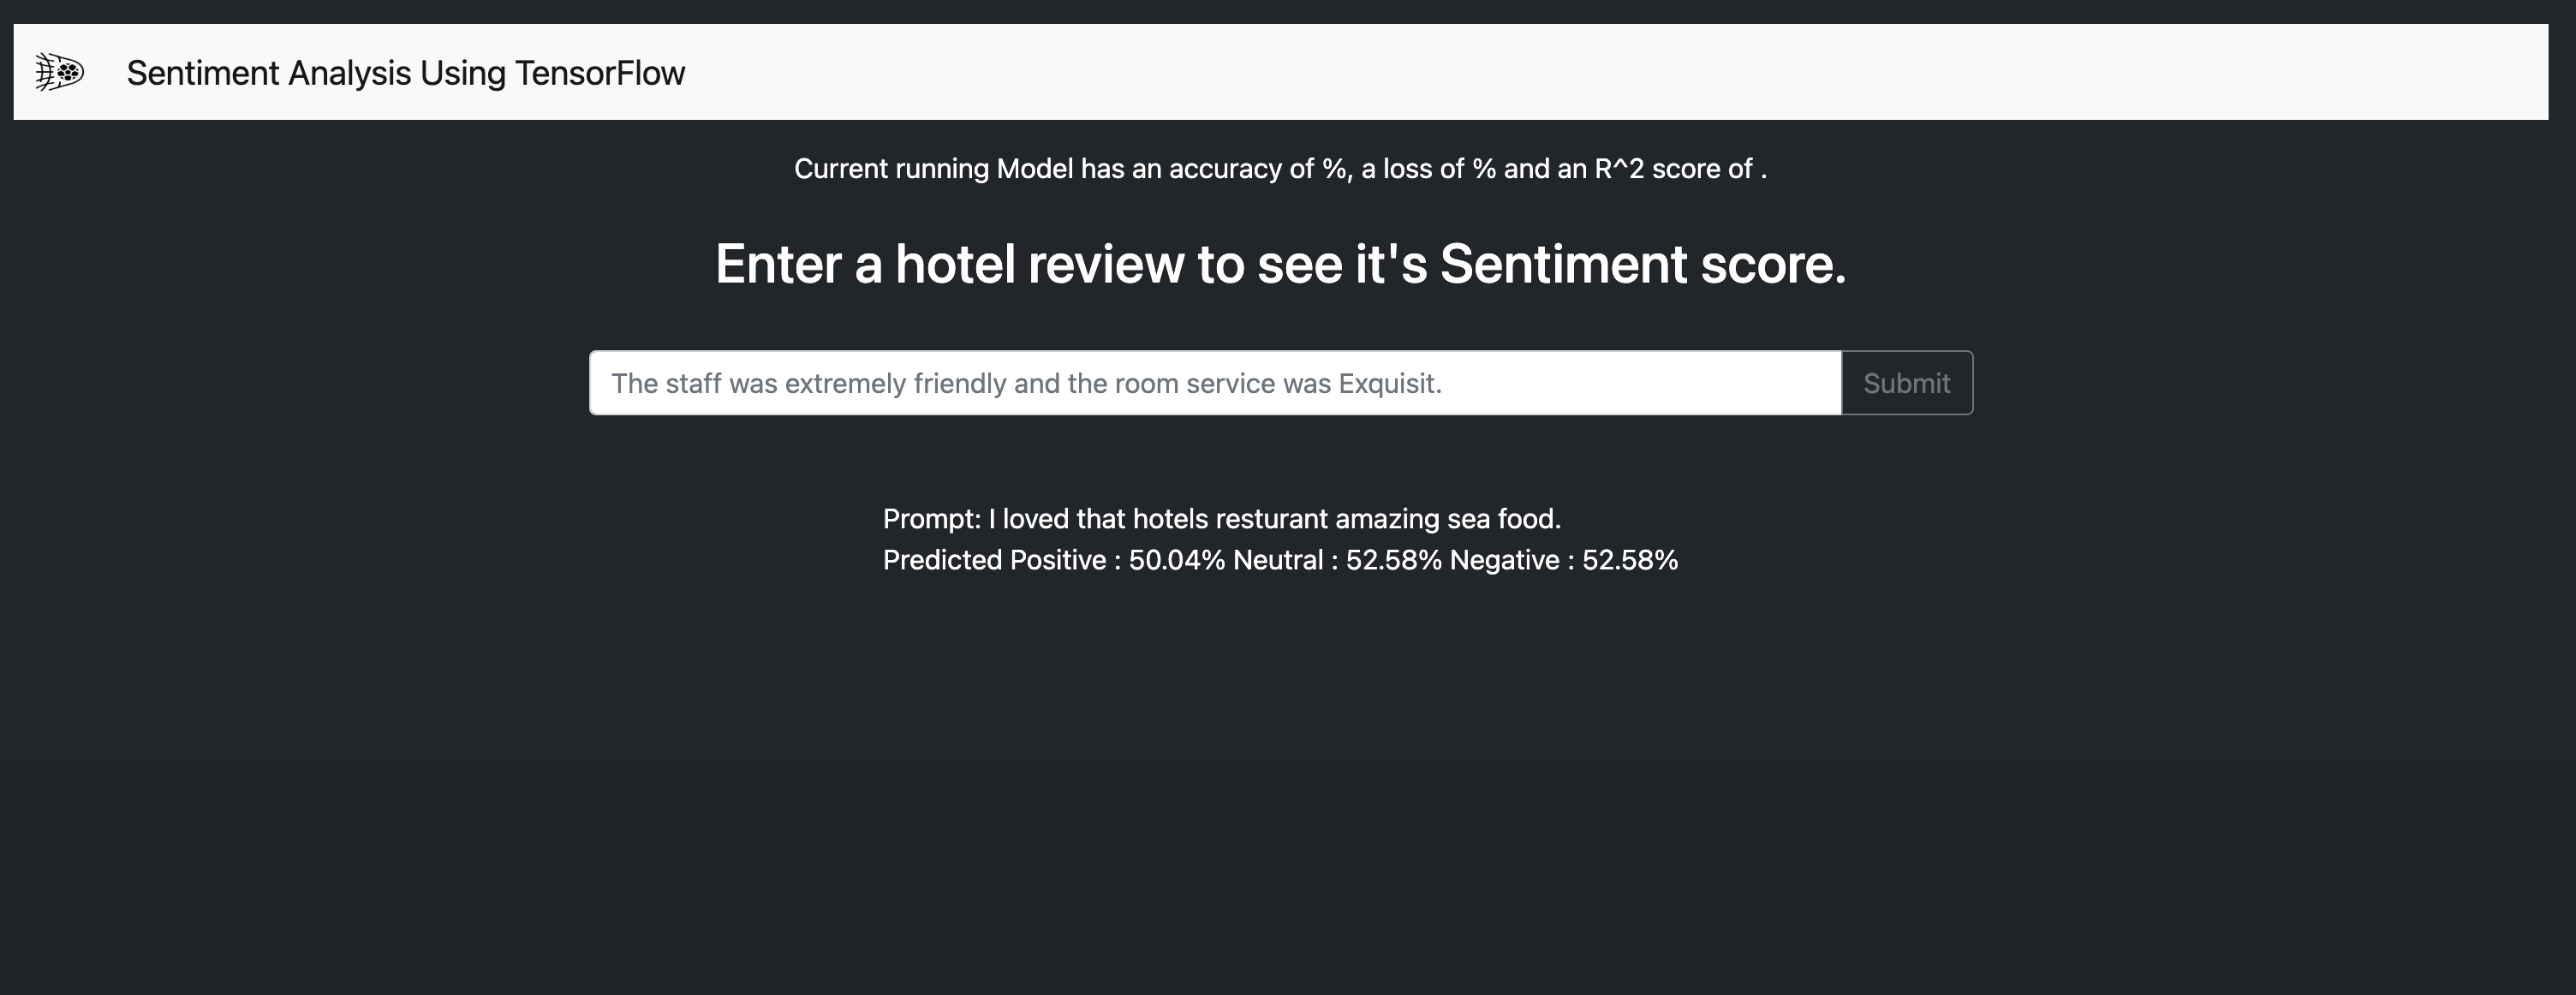 Sentiment Analysis Using TensorFlow
Current running Model has an accuracy of %, a loss of % and an R^2 score of .
Enter a hotel review to see it's Sentiment score.
The staff was extremely friendly and the room service was Exquisit.
Submit
Prompt: I loved that hotels resturant amazing sea food.
Predicted Positive : 50.04% Neutral : 52.58% Negative : 52.58%